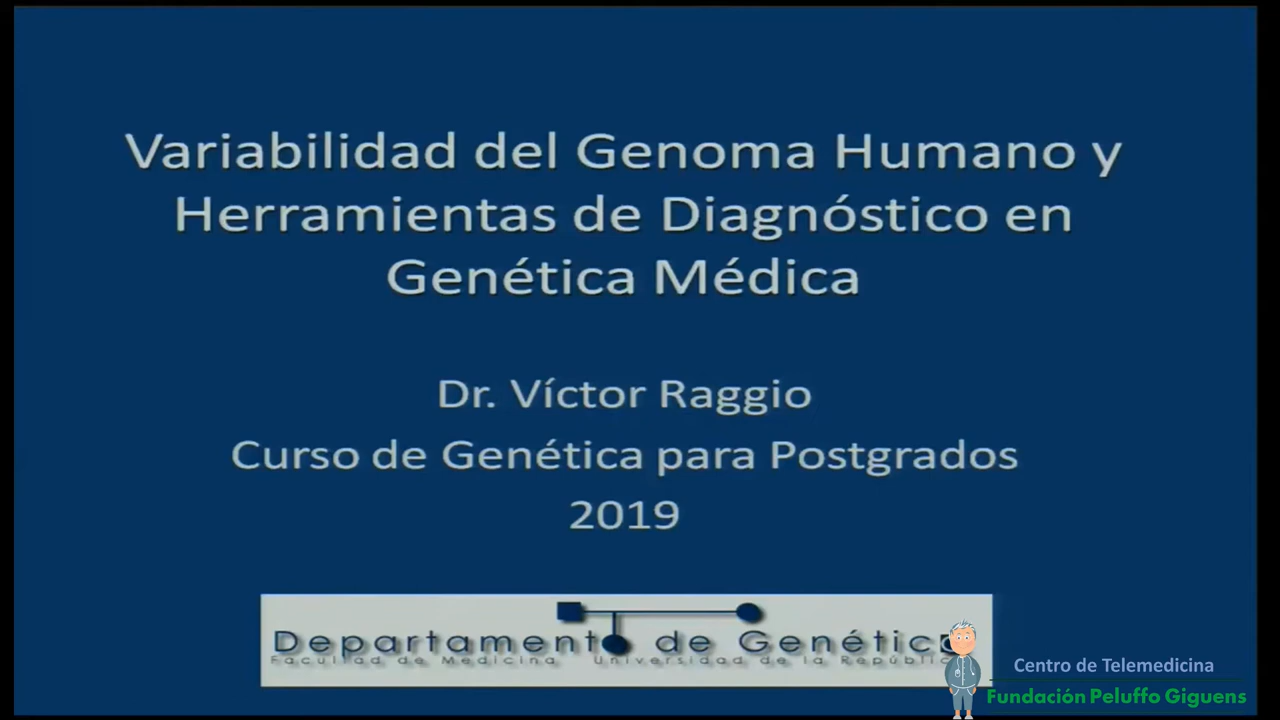 Variabilidad del Genoma Humano y
Herramientas de Diagnóstico en
Genética Médica
Dr. Víctor Raggio
Curso de Genética para Postgrados
2019
Departamento de Genética
Facultad de Medicina Universidad de la República
Centro de Telemedicina
Fundación Peluffo Giguens